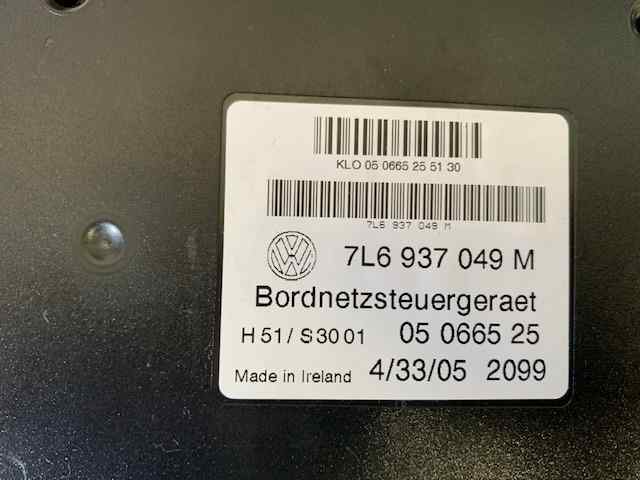 KLO 05 0665 25 51 30
7L6 937 049 M
7L6 937 049 M
Bordnetzsteuergeraet
H 51 / S 30 01 05 0665 25
Made in Ireland 4/33/05 2099